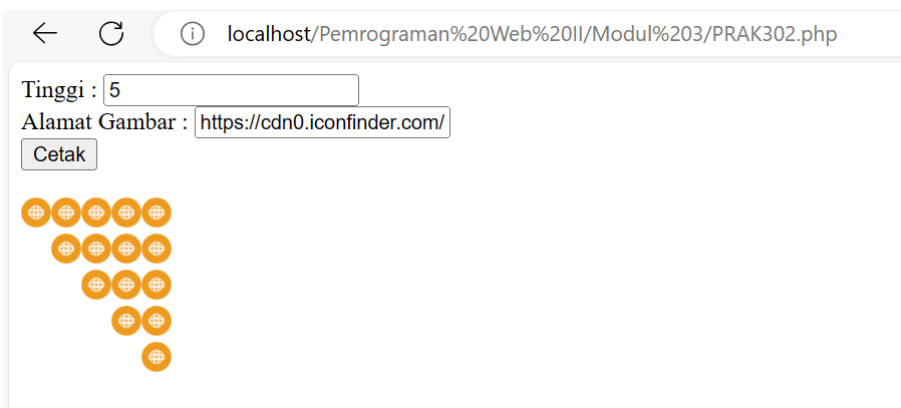 localhost/Pemrograman%20Web%20II/Modul%203/PRAK302.php
Tinggi : 5
Alamat Gambar : https://cdn0.iconfinder.com/
Cetak